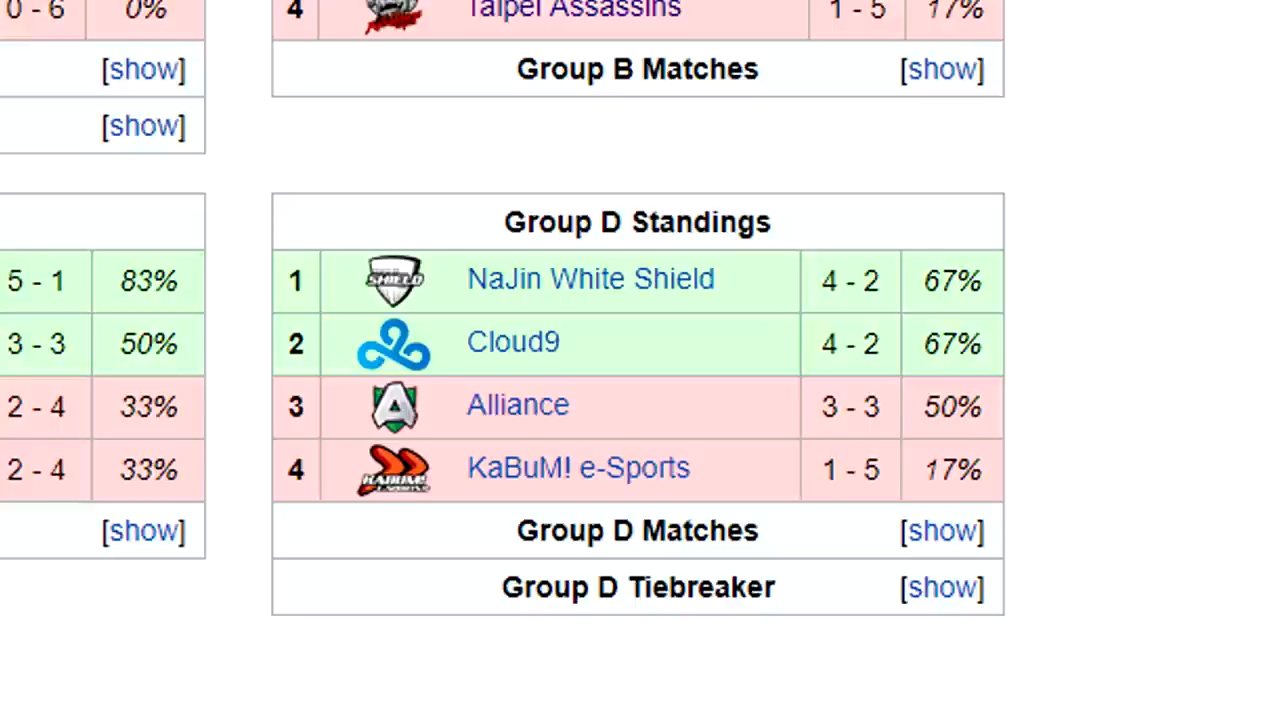 0 - 6 0% 4 Taipei Assassins 1 - 5 17%
[show] Group B Matches [show]
[show]
Group D Standings
5 - 1 83% 1 SHIELD NaJin White Shield 4 - 2 67%
3 - 3 50% 2 Cloud9 4 - 2 67%
2 - 4 33% 3 Alliance 3 - 3 50%
2 - 4 33% 4 KABUM! E-SPORTS KaBuM! e-Sports 1 - 5 17%
[show] Group D Matches [show]
Group D Tiebreaker [show]